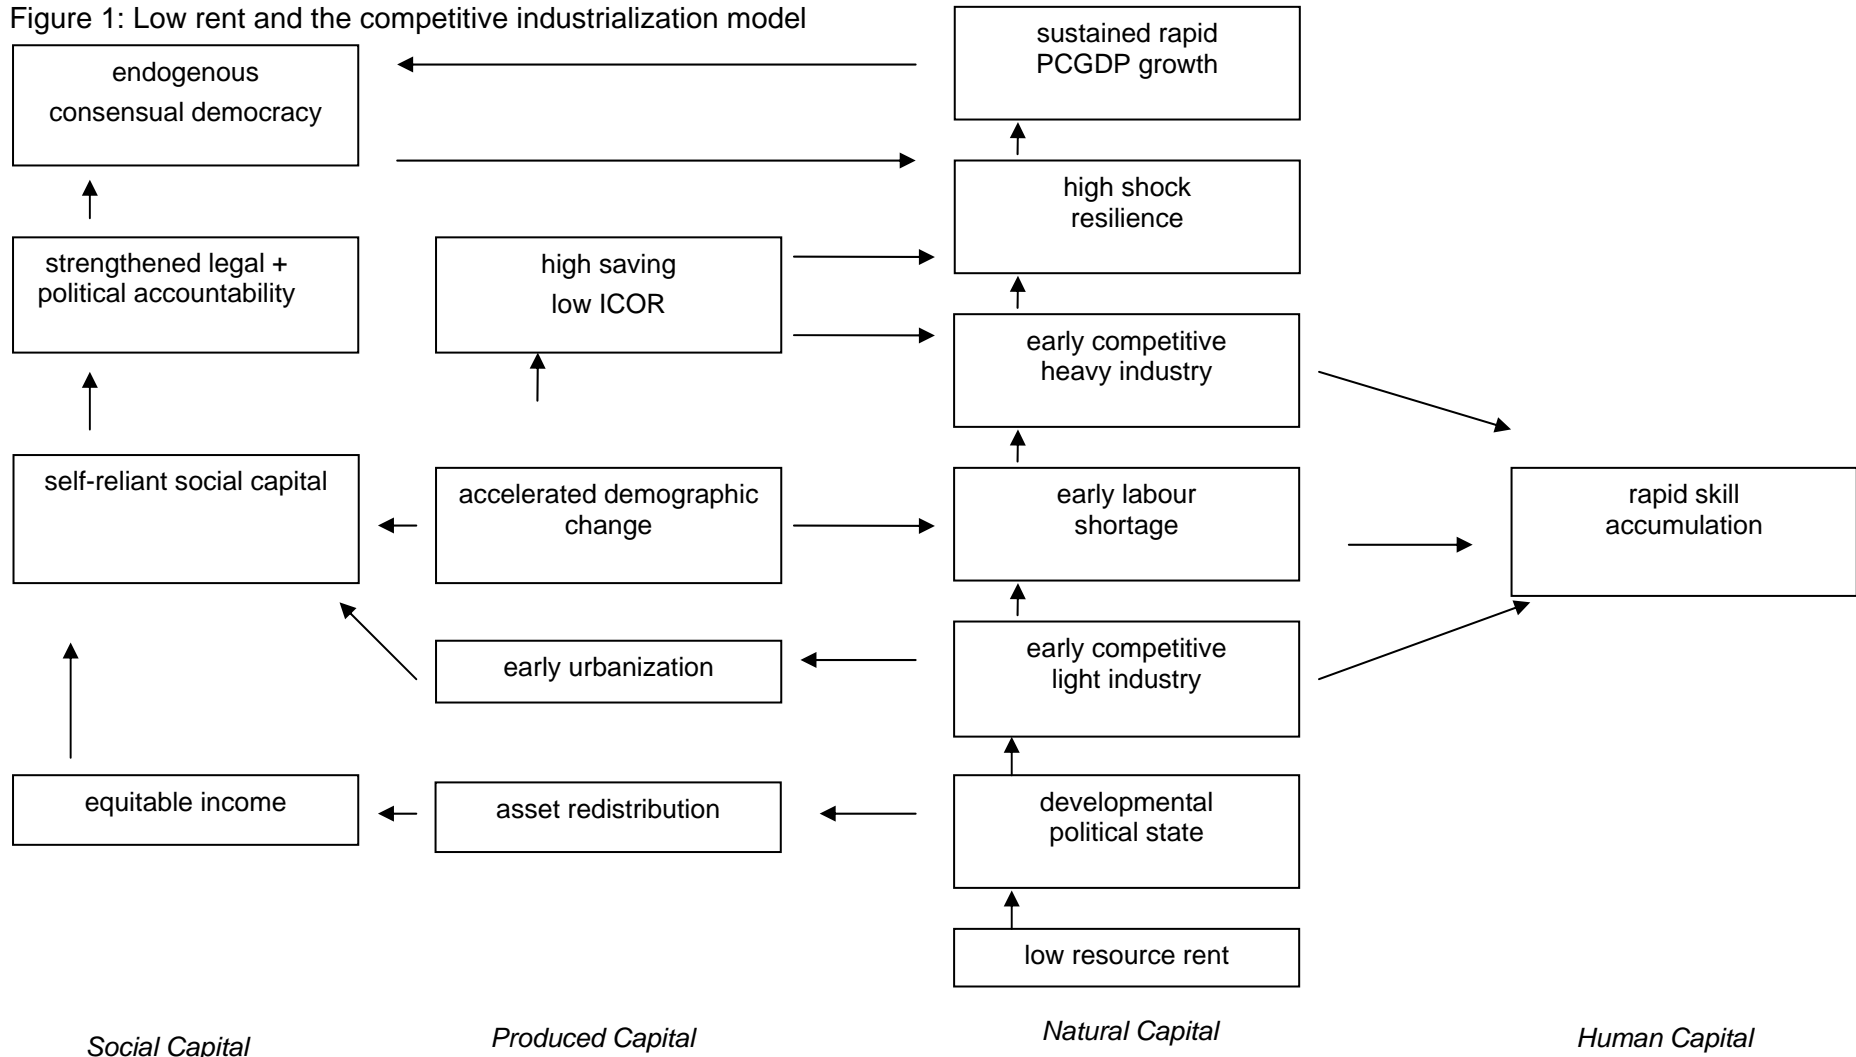 Figure 1: Low rent and the competitive industrialization model
sustained rapid
PCGDP growth
endogenous
consensual democracy
high shock
resilience
strengthened legal +
political accountability
high saving
low ICOR
early competitive
heavy industry
self-reliant social capital
accelerated demographic
change
early labour
shortage
rapid skill
accumulation
early urbanization
early competitive
light industry
equitable income
asset redistribution
developmental
political state
low resource rent
Social Capital
Produced Capital
Natural Capital
Human Capital